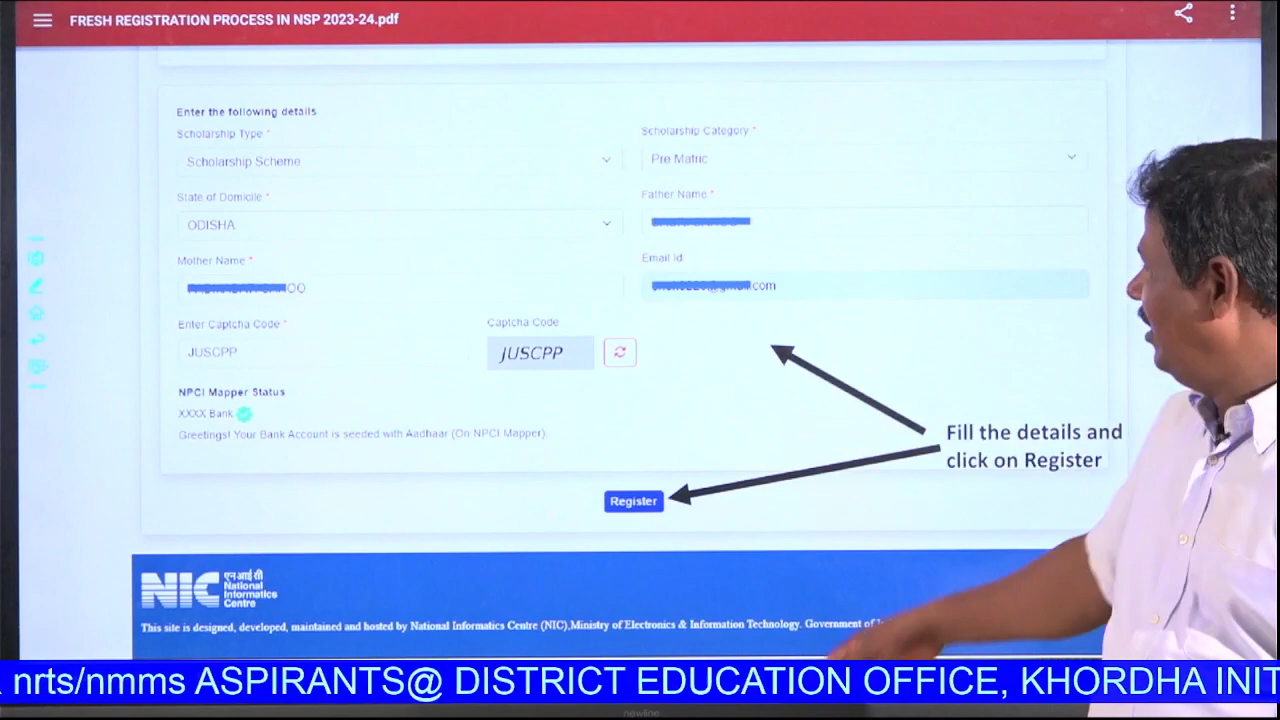 FRESH REGISTRATION PROCESS IN NSP 2023-24.pdf
Enter the following details
Scholarship Type *
Scholarship Category *
Scholarship Scheme
Pre Matric
State of Domicile *
Father Name *
ODISHA
Mother Name *
Email Id
OO
.com
Enter Captcha Code *
Captcha Code
JUSCPP
JUSCPP
NPCI Mapper Status
XXXX Bank
Greetings! Your Bank Account is seeded with Aadhaar (On NPCI Mapper).
Fill the details and
click on Register
Register
NIC एन आई सी
National
Informatics
Centre
This site is designed, developed, maintained and hosted by National Informatics Centre (NIC),Ministry of Electronics & Information Technology. Government of
nrts/nmms ASPIRANTS@ DISTRICT EDUCATION OFFICE, KHORDHA INIT
newline